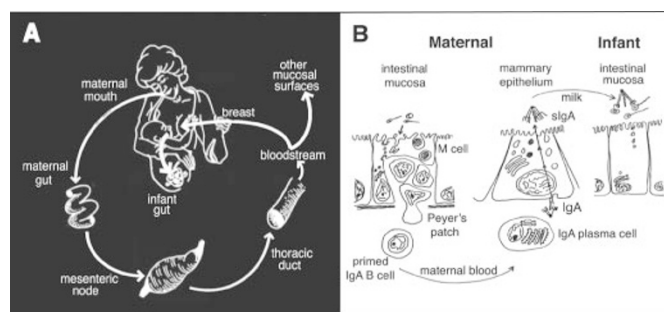 A
maternal
mouth
other
mucosal
surfaces
breast
bloodstream
maternal
gut
infant
gut
thoracic
duct
mesenteric
node
B
Maternal
Infant
intestinal
mucosa
mammary
epithelium
intestinal
mucosa
milk
sIgA
M cell
Peyer's
patch
IgA
IgA plasma cell
primed
IgA B cell
maternal blood